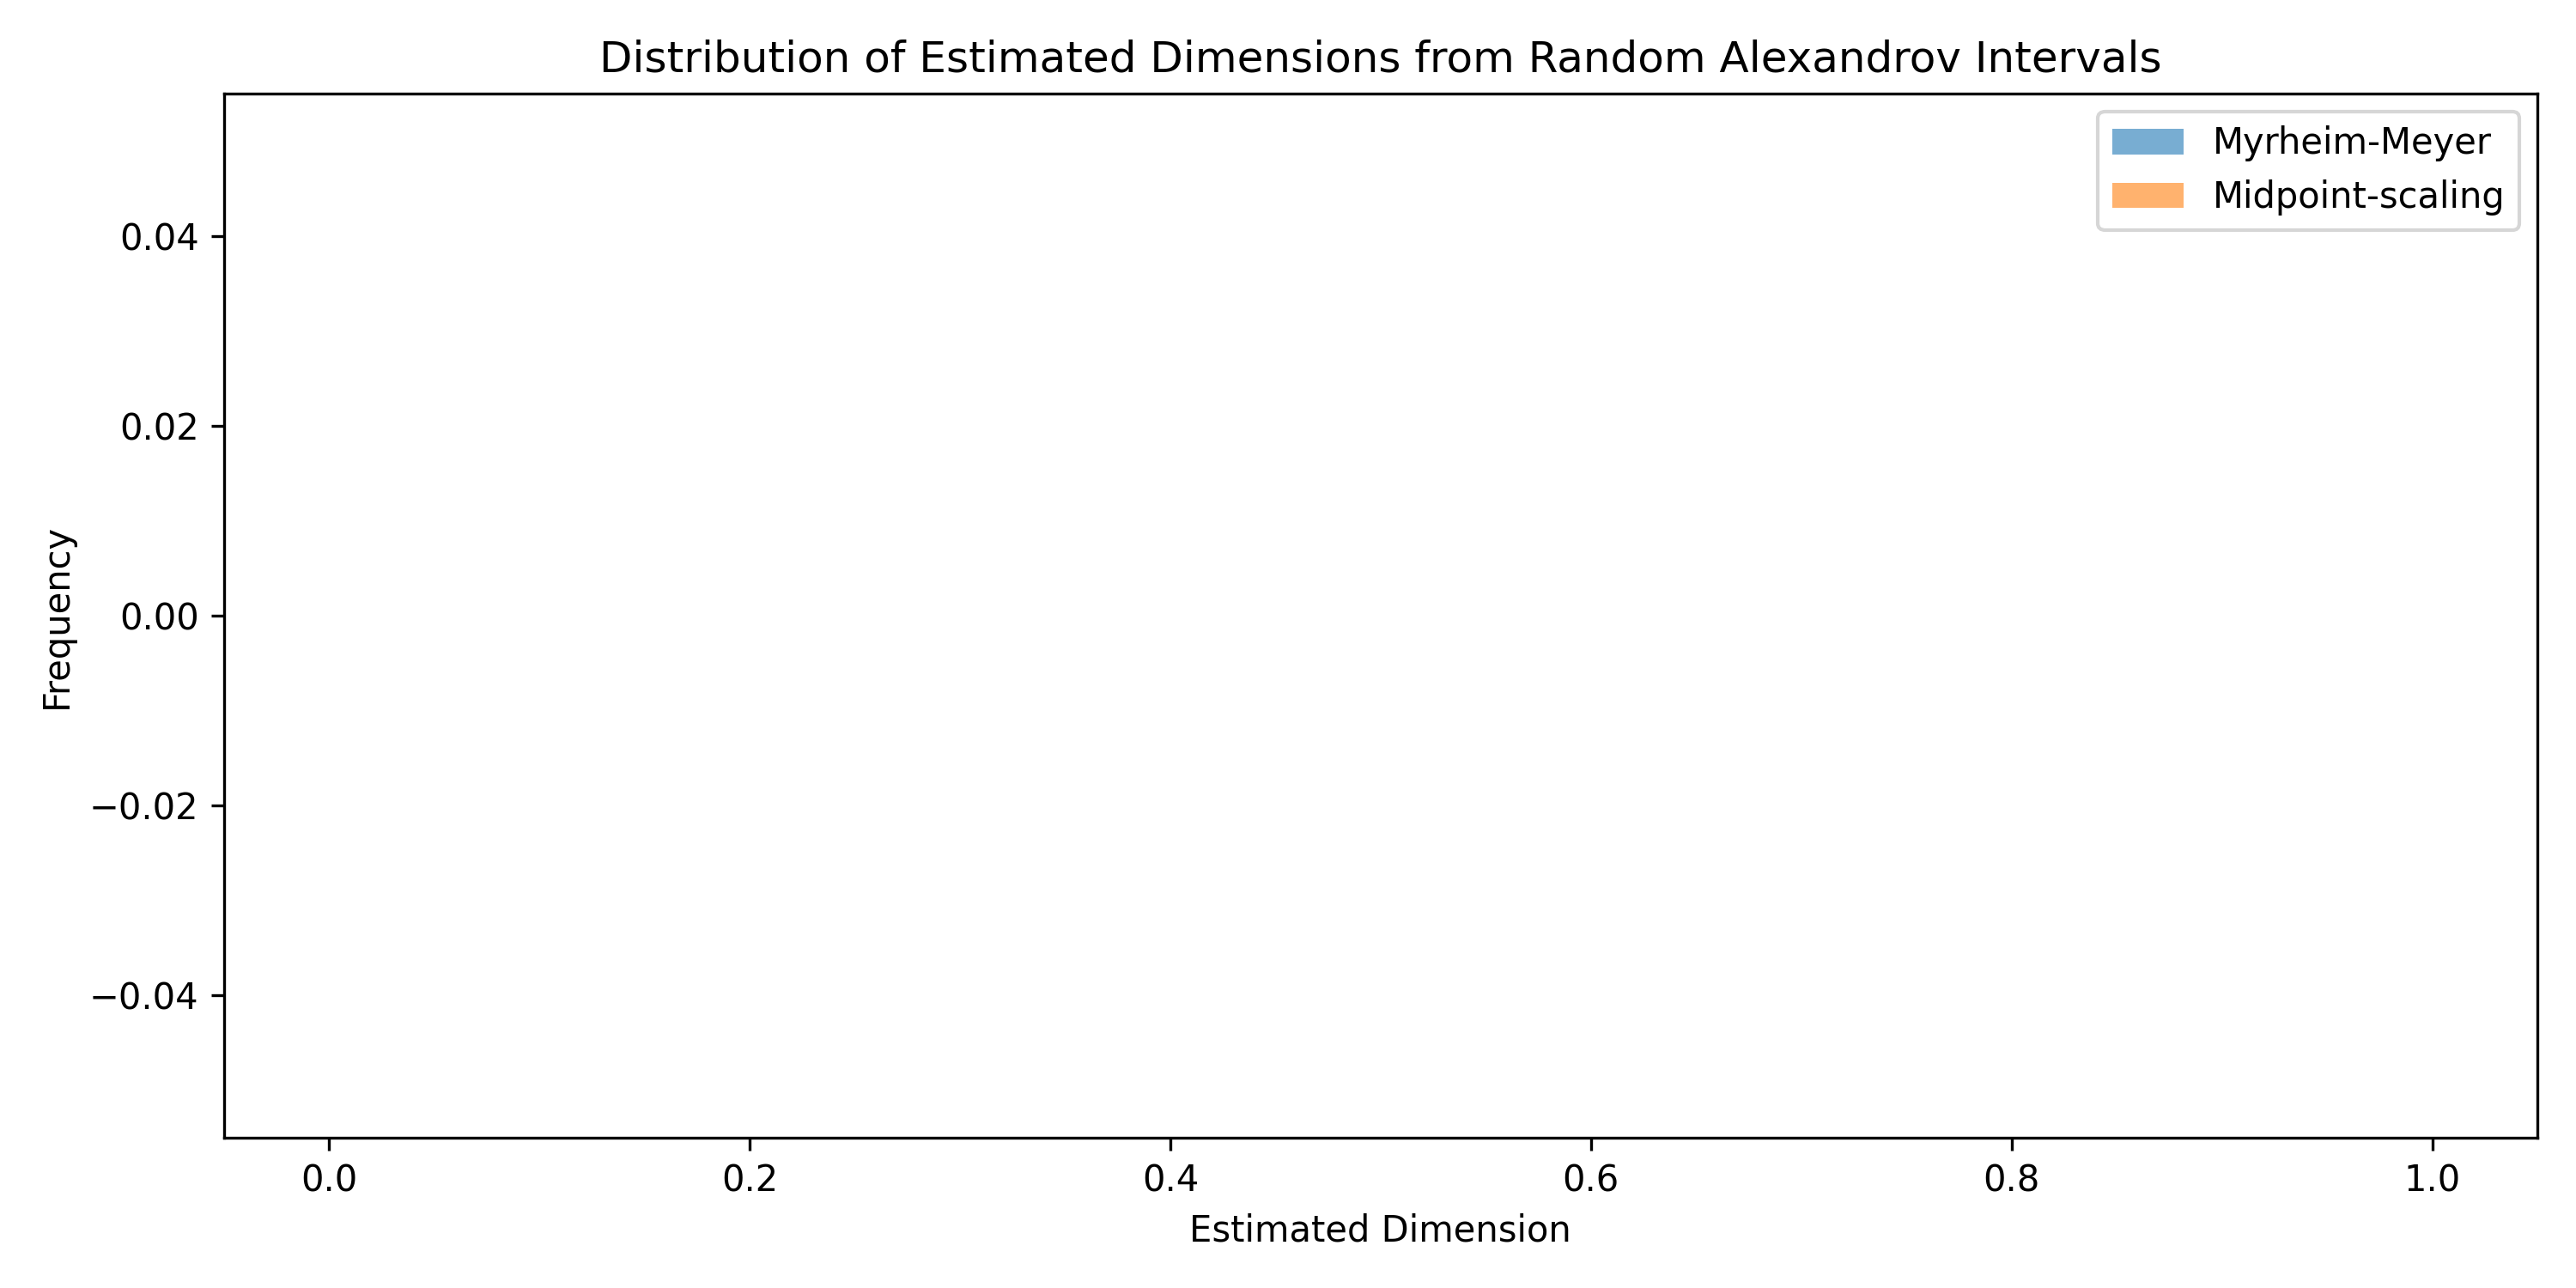 Distribution of Estimated Dimensions from Random Alexandrov Intervals
Myrheim-Meyer
Midpoint-scaling
Frequency
0.04
0.02
0.00
−0.02
−0.04
0.0 0.2 0.4 0.6 0.8 1.0
Estimated Dimension